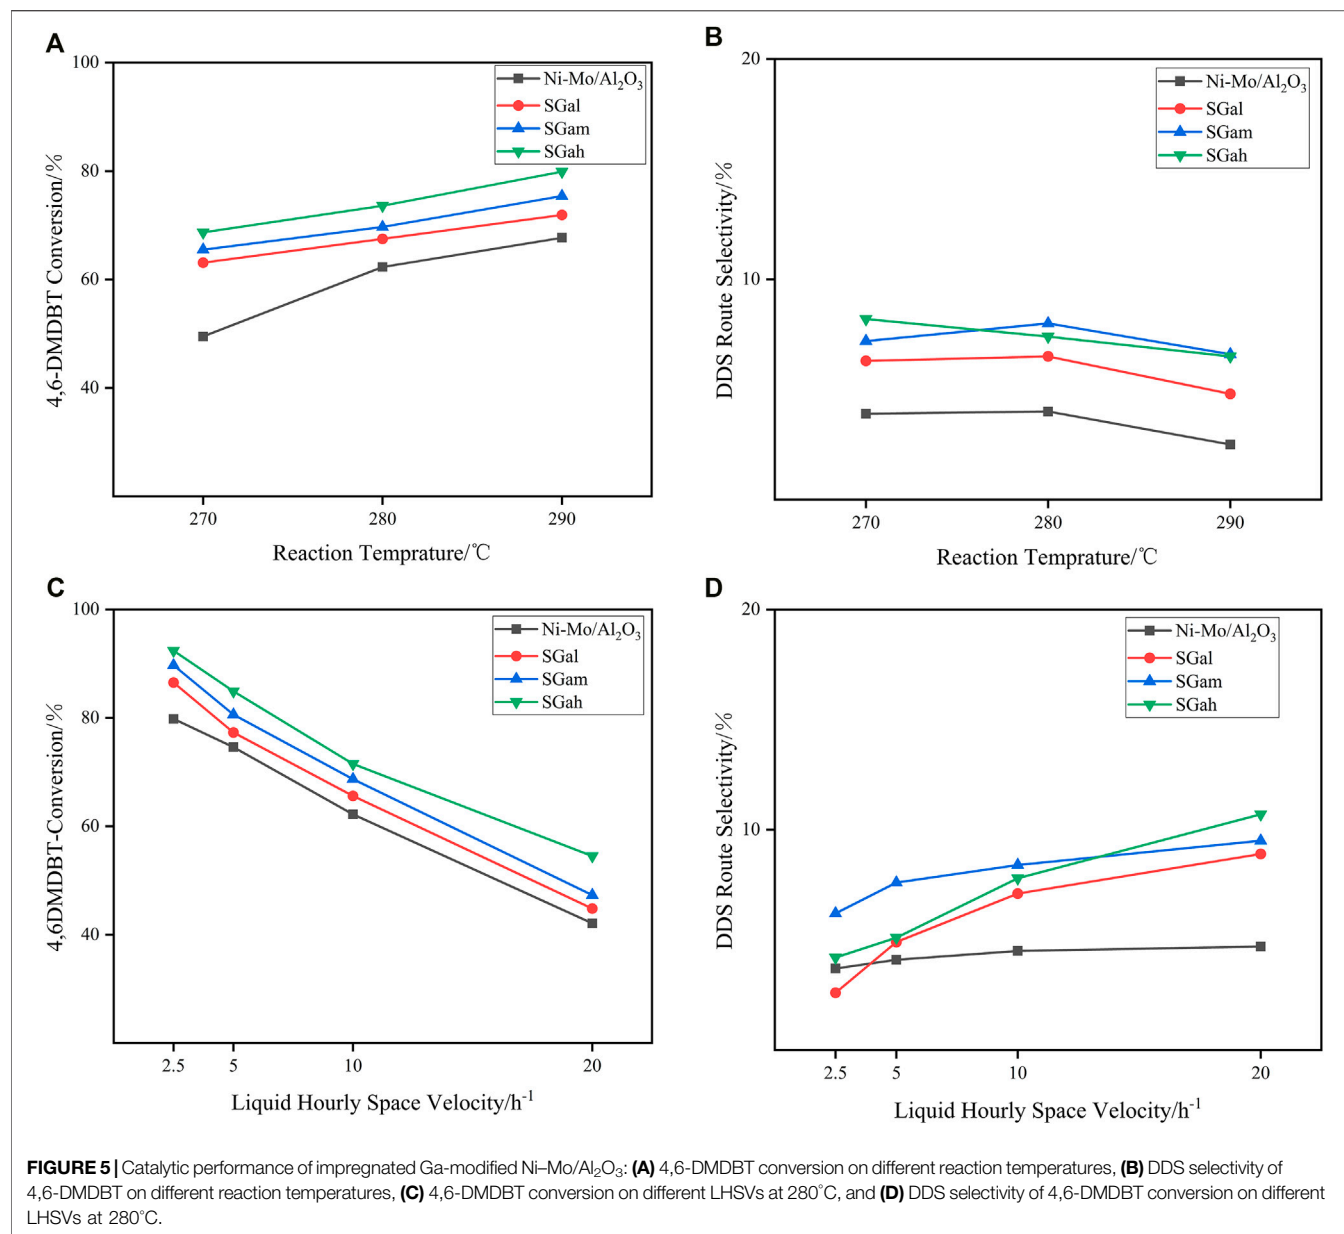 A
100
80
60
40
270
280
290
4,6-DMDBT Conversion/%
Reaction Temprature/℃
Ni-Mo/Al₂O₃
SGal
SGam
SGah
B
20
10
270
280
290
DDS Route Selectivity/%
Reaction Temprature/℃
Ni-Mo/Al₂O₃
SGal
SGam
SGah
C
100
80
60
40
2.5
5
10
20
4,6DMDBT-Conversion/%
Liquid Hourly Space Velocity/h⁻¹
Ni-Mo/Al₂O₃
SGal
SGam
SGah
D
20
10
2.5
5
10
20
DDS Route Selectivity/%
Liquid Hourly Space Velocity/h⁻¹
Ni-Mo/Al₂O₃
SGal
SGam
SGah
FIGURE 5 | Catalytic performance of impregnated Ga-modified Ni–Mo/Al₂O₃: (A) 4,6-DMDBT conversion on different reaction temperatures, (B) DDS selectivity of
4,6-DMDBT on different reaction temperatures, (C) 4,6-DMDBT conversion on different LHSVs at 280°C, and (D) DDS selectivity of 4,6-DMDBT conversion on different
LHSVs at 280°C.